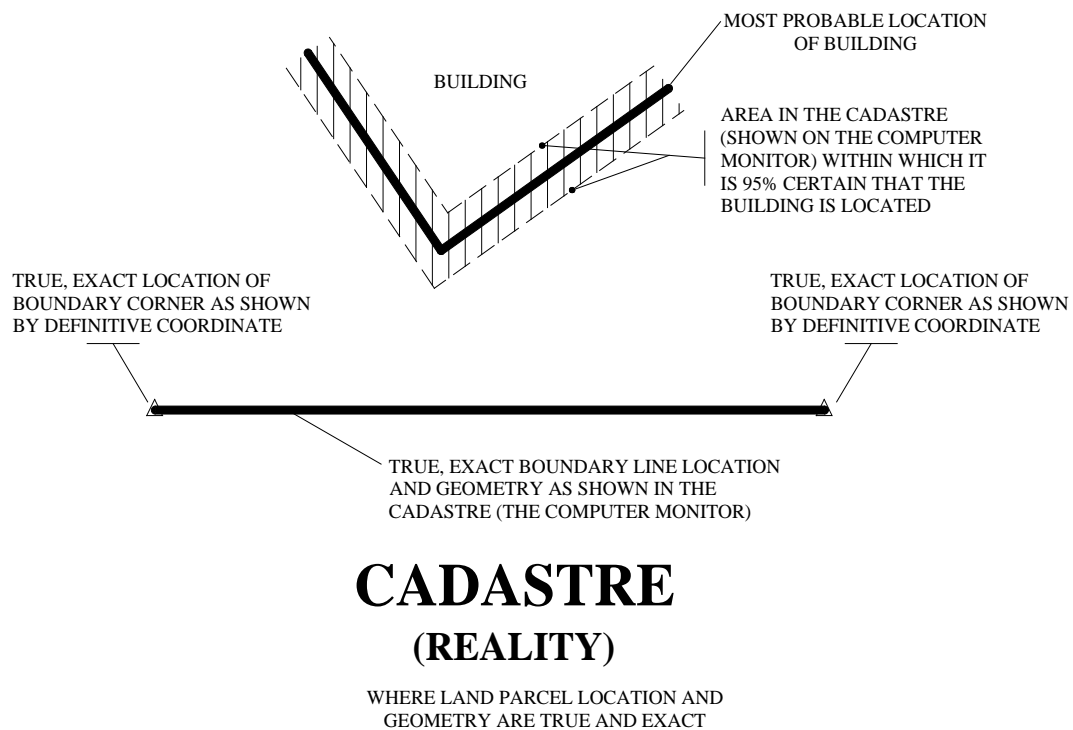 MOST PROBABLE LOCATION
OF BUILDING
BUILDING
AREA IN THE CADASTRE
(SHOWN ON THE COMPUTER
MONITOR) WITHIN WHICH IT
IS 95% CERTAIN THAT THE
BUILDING IS LOCATED
TRUE, EXACT LOCATION OF
BOUNDARY CORNER AS SHOWN
BY DEFINITIVE COORDINATE
TRUE, EXACT LOCATION OF
BOUNDARY CORNER AS SHOWN
BY DEFINITIVE COORDINATE
TRUE, EXACT BOUNDARY LINE LOCATION
AND GEOMETRY AS SHOWN IN THE
CADASTRE (THE COMPUTER MONITOR)
CADASTRE
(REALITY)
WHERE LAND PARCEL LOCATION AND
GEOMETRY ARE TRUE AND EXACT